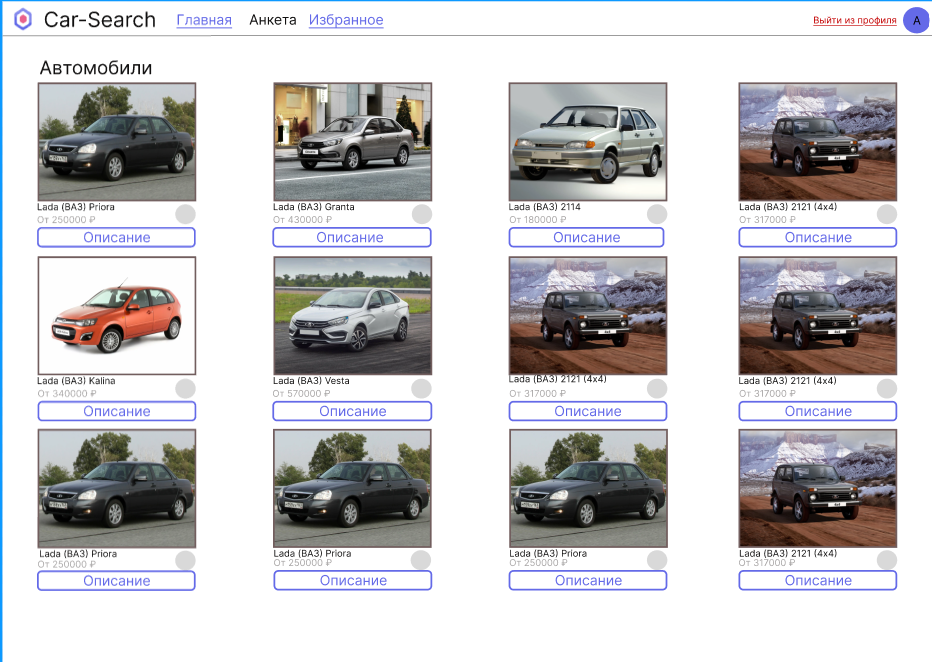 Car-Search Главная Анкета Избранное Выйти из профиля A
Автомобили
Lada (ВАЗ) Priora
От 250000 ₽
Описание
Lada (ВАЗ) Granta
От 430000 ₽
Описание
Lada (ВАЗ) 2114
От 180000 ₽
Описание
Lada (ВАЗ) 2121 (4x4)
От 317000 ₽
Описание
Lada (ВАЗ) Kalina
От 340000 ₽
Описание
Lada (ВАЗ) Vesta
От 570000 ₽
Описание
Lada (ВАЗ) 2121 (4x4)
От 317000 ₽
Описание
Lada (ВАЗ) 2121 (4x4)
От 317000 ₽
Описание
Lada (ВАЗ) Priora
От 250000 ₽
Описание
Lada (ВАЗ) Priora
От 250000 ₽
Описание
Lada (ВАЗ) Priora
От 250000 ₽
Описание
Lada (ВАЗ) 2121 (4x4)
От 317000 ₽
Описание